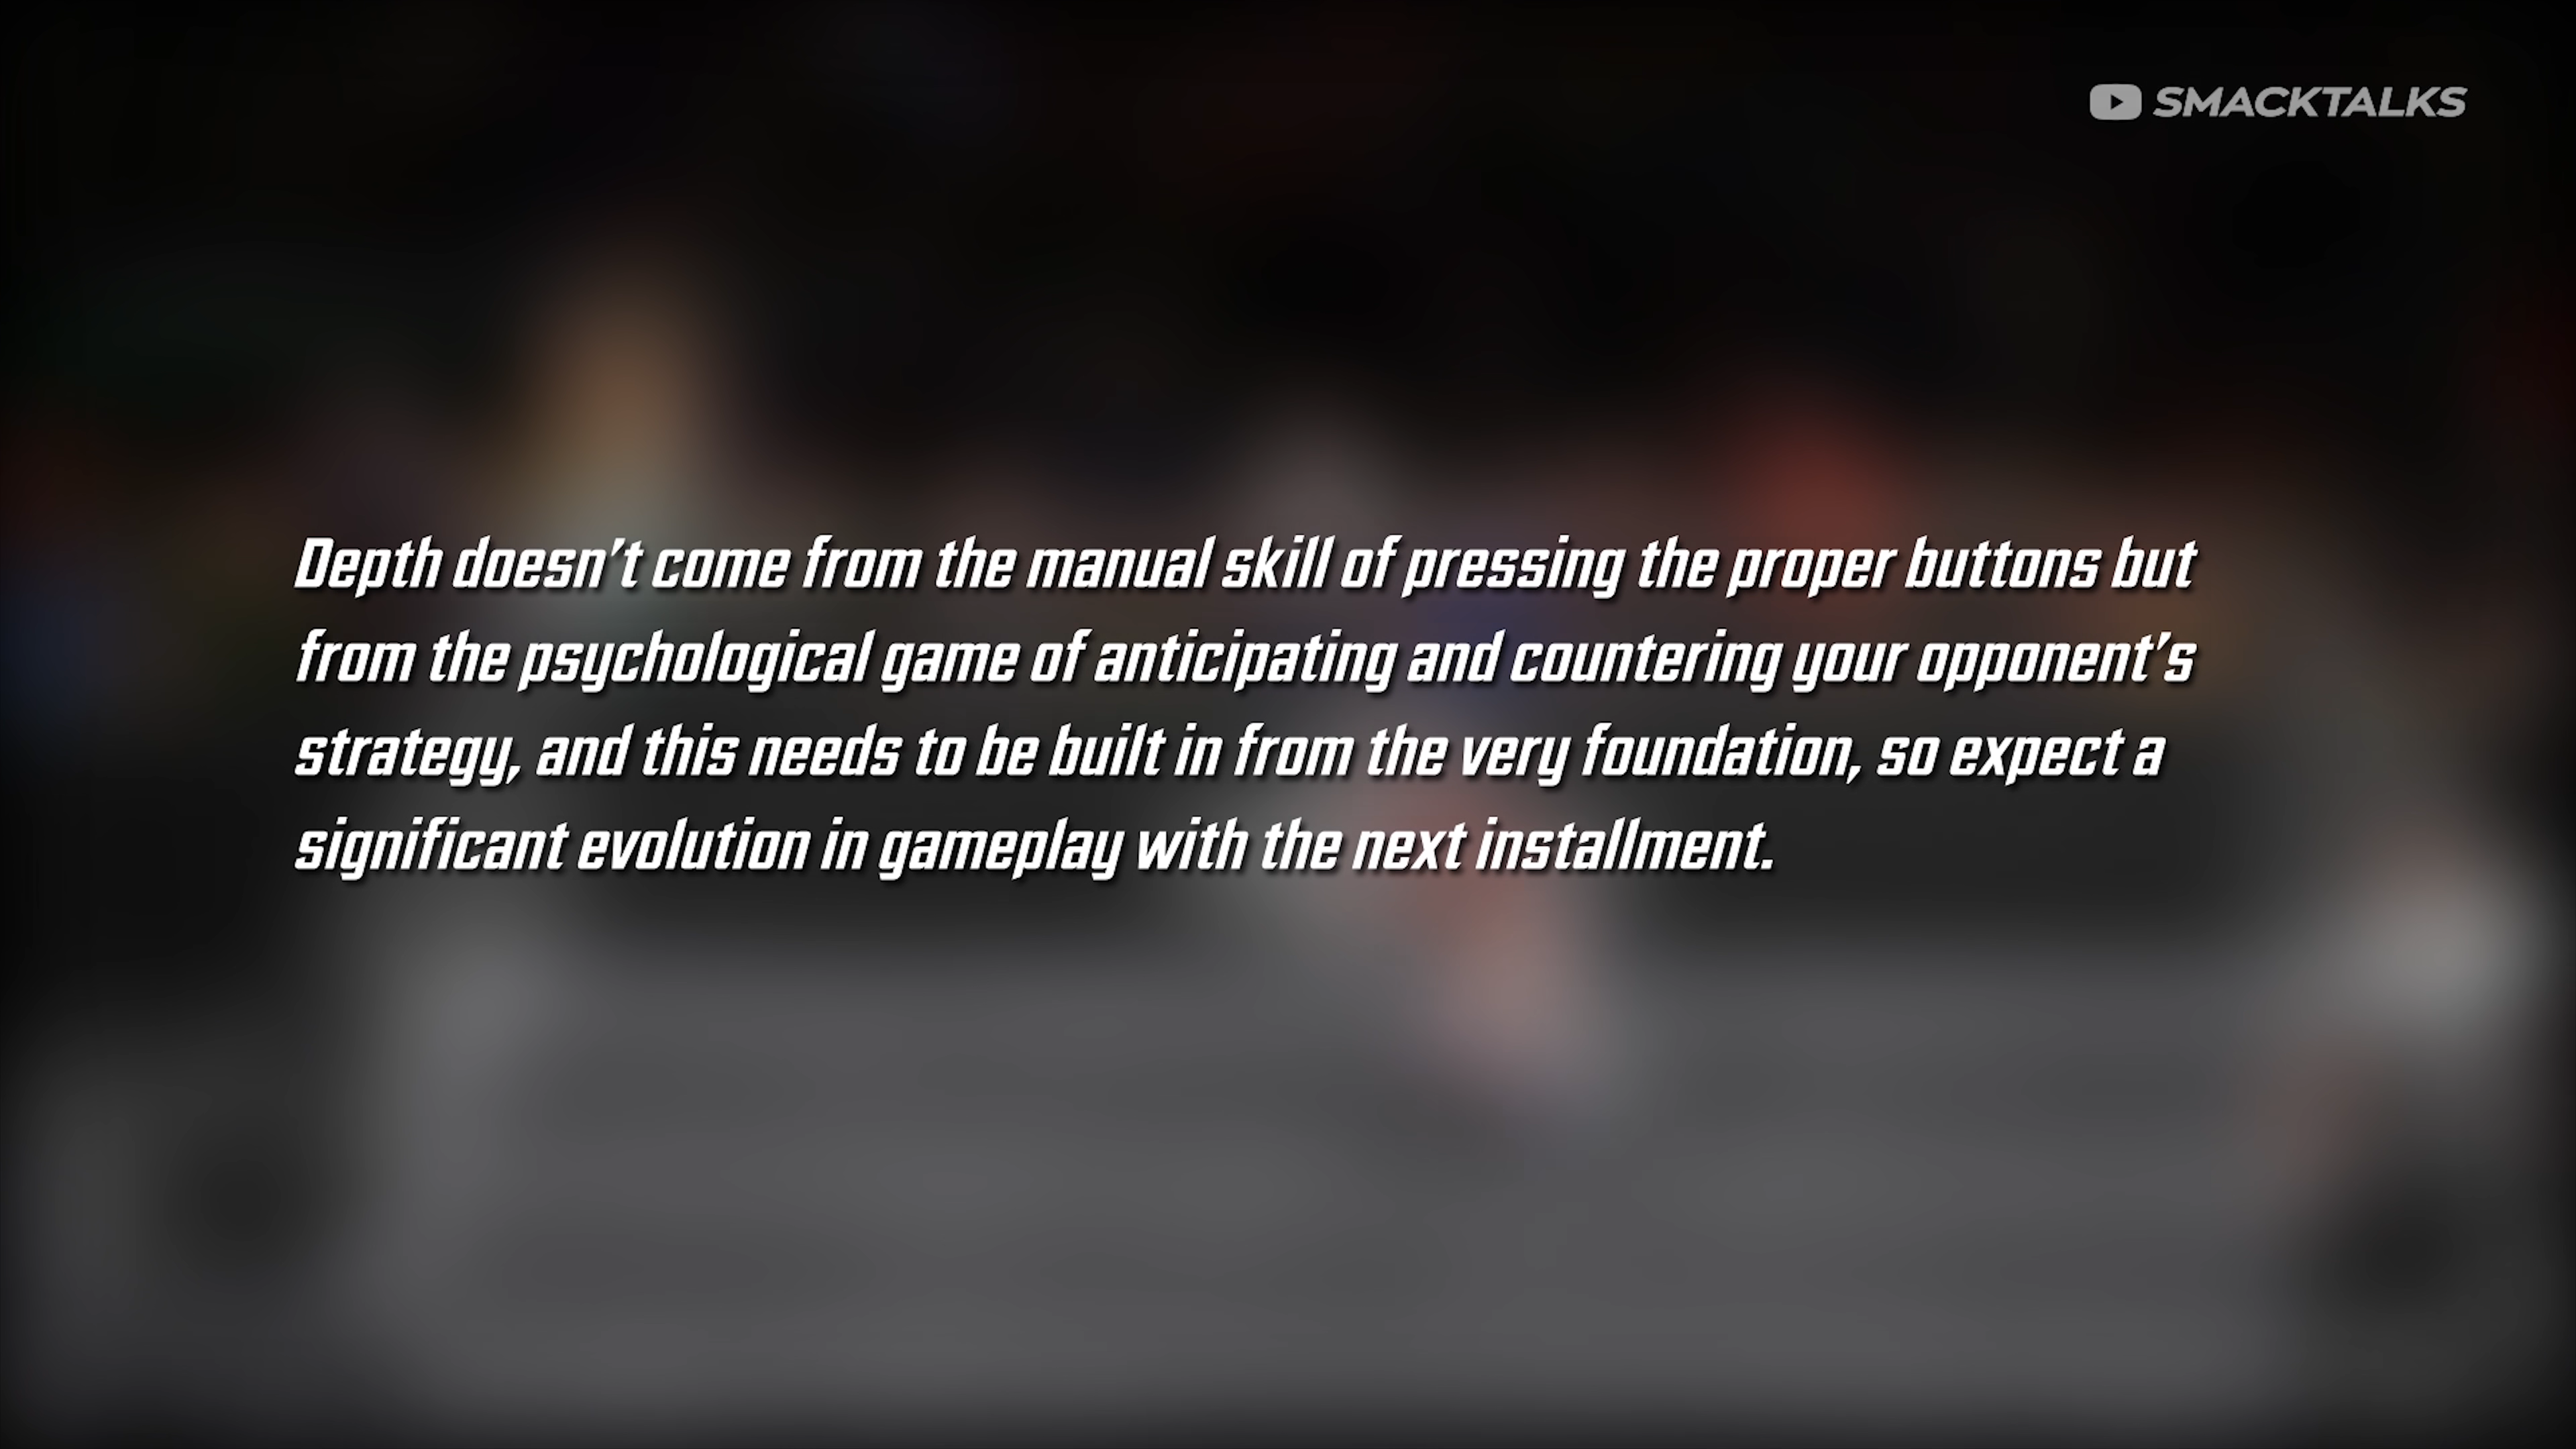 SMACKTALKS
Depth doesn't come from the manual skill of pressing the proper buttons but
from the psychological game of anticipating and countering your opponent's
strategy, and this needs to be built in from the very foundation, so expect a
significant evolution in gameplay with the next installment.